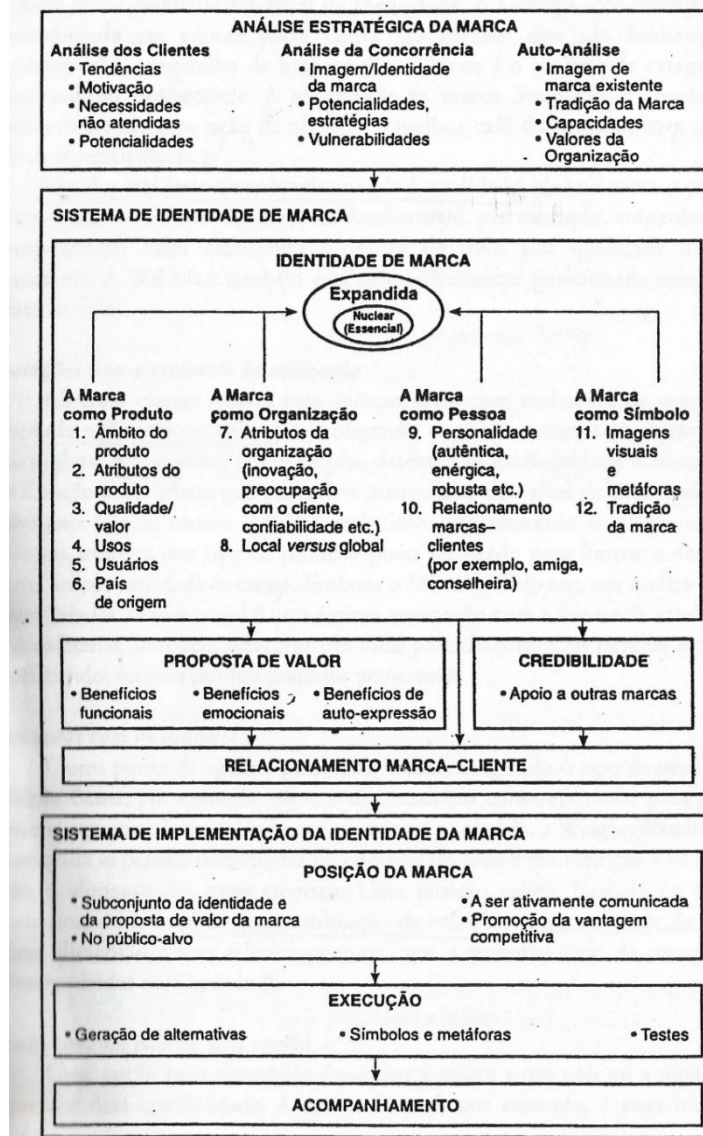 ANÁLISE ESTRATÉGICA DA MARCA
Análise dos Clientes
• Tendências
• Motivação
• Necessidades
não atendidas
• Potencialidades
Análise da Concorrência
• Imagem/Identidade
da marca
• Potencialidades,
estratégias
• Vulnerabilidades
Auto-Análise
• Imagem de
marca existente
• Tradição da Marca
• Capacidades
• Valores da
Organização
SISTEMA DE IDENTIDADE DE MARCA
IDENTIDADE DE MARCA
Expandida
Nuclear
(Essencial)
A Marca
como Produto
1. Âmbito do
produto
2. Atributos do
produto
3. Qualidade/
valor
4. Usos
5. Usuários
6. País
de origem
A Marca
como Organização
7. Atributos da
organização
(inovação,
preocupação
com o cliente,
confiabilidade etc.)
8. Local versus global
A Marca
como Pessoa
9. Personalidade
(autêntica,
enérgica,
robusta etc.)
10. Relacionamento
marcas–
clientes
(por exemplo, amiga,
conselheira)
A Marca
como Símbolo
11. Imagens
visuais
metáforas
12. Tradição
da marca
PROPOSTA DE VALOR
• Benefícios
funcionais
• Benefícios
emocionais
• Benefícios de
auto-expressão
CREDIBILIDADE
• Apoio a outras marcas
RELACIONAMENTO MARCA–CLIENTE
SISTEMA DE IMPLEMENTAÇÃO DA IDENTIDADE DA MARCA
POSIÇÃO DA MARCA
• Subconjunto da identidade e
da proposta de valor da marca
• No público-alvo
• A ser ativamente comunicada
• Promoção da vantagem
competitiva
EXECUÇÃO
• Geração de alternativas
• Símbolos e metáforas
• Testes
ACOMPANHAMENTO